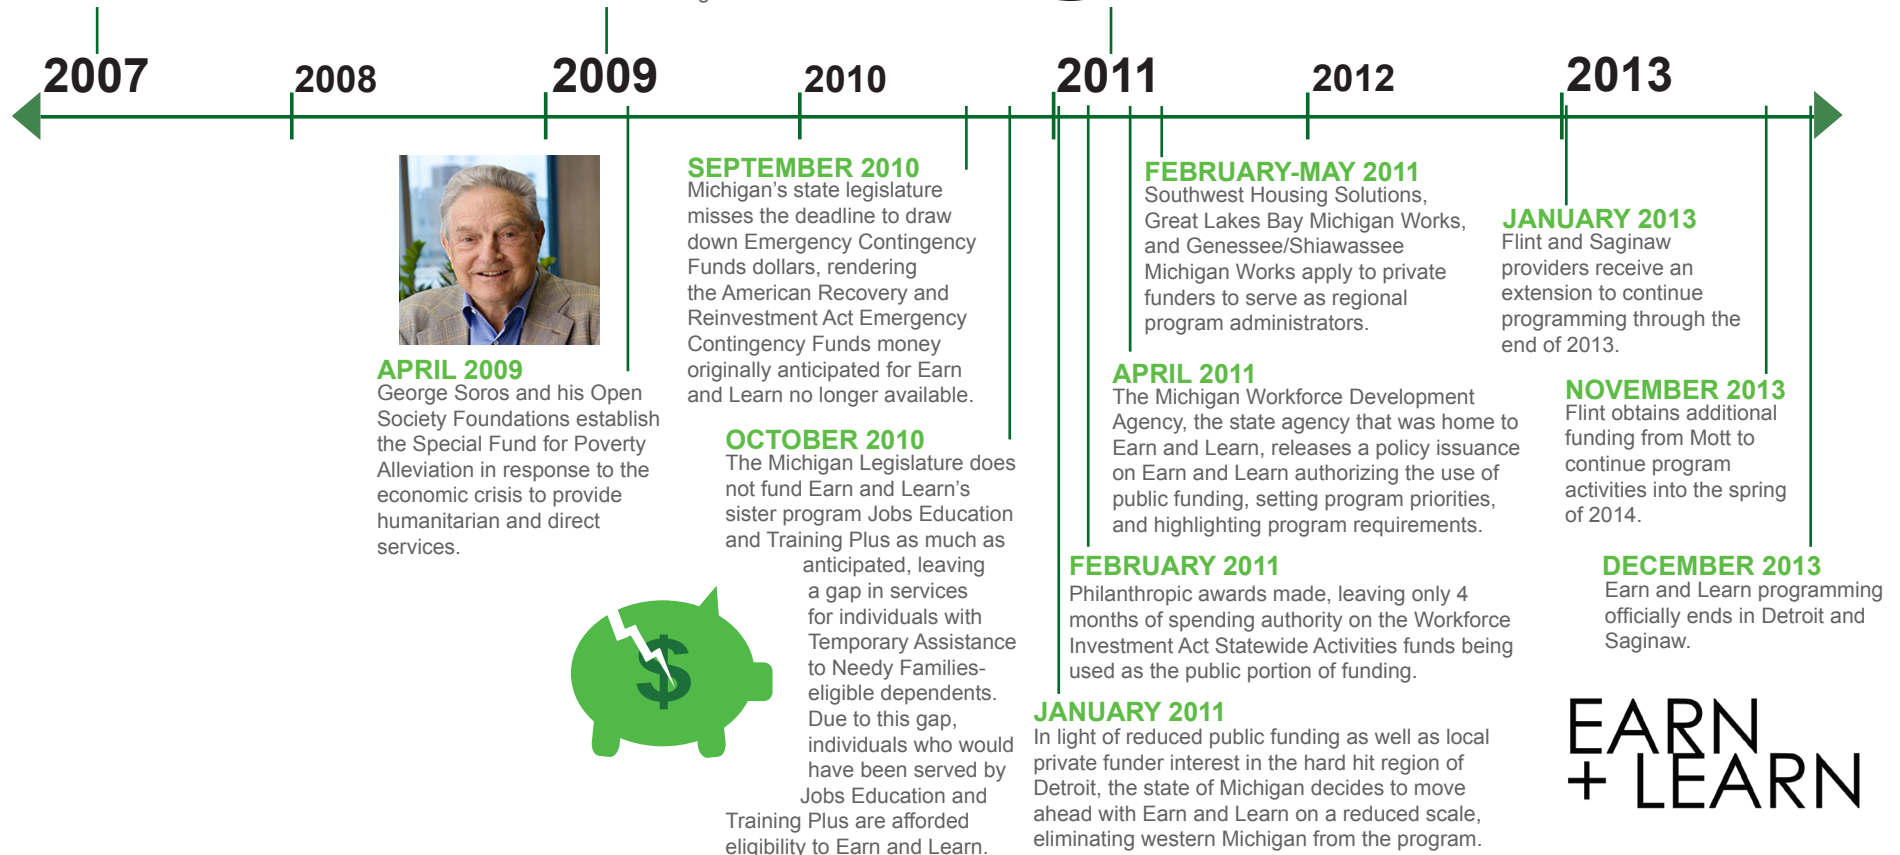 2007
2008
2009
2010
2011
2012
2013
APRIL 2009
George Soros and his Open
Society Foundations establish
the Special Fund for Poverty
Alleviation in response to the
economic crisis to provide
humanitarian and direct
services.
SEPTEMBER 2010
Michigan’s state legislature
misses the deadline to draw
down Emergency Contingency
Funds dollars, rendering
the American Recovery and
Reinvestment Act Emergency
Contingency Funds money
originally anticipated for Earn
and Learn no longer available.
OCTOBER 2010
The Michigan Legislature does
not fund Earn and Learn’s
sister program Jobs Education
and Training Plus as much as
anticipated, leaving
a gap in services
for individuals with
Temporary Assistance
to Needy Families-
eligible dependents.
Due to this gap,
individuals who would
have been served by
Jobs Education and
Training Plus are afforded
eligibility to Earn and Learn.
$
FEBRUARY-MAY 2011
Southwest Housing Solutions,
Great Lakes Bay Michigan Works,
and Genessee/Shiawassee
Michigan Works apply to private
funders to serve as regional
program administrators.
APRIL 2011
The Michigan Workforce Development
Agency, the state agency that was home to
Earn and Learn, releases a policy issuance
on Earn and Learn authorizing the use of
public funding, setting program priorities,
and highlighting program requirements.
FEBRUARY 2011
Philanthropic awards made, leaving only 4
months of spending authority on the Workforce
Investment Act Statewide Activities funds being
used as the public portion of funding.
JANUARY 2011
In light of reduced public funding as well as local
private funder interest in the hard hit region of
Detroit, the state of Michigan decides to move
ahead with Earn and Learn on a reduced scale,
eliminating western Michigan from the program.
JANUARY 2013
Flint and Saginaw
providers receive an
extension to continue
programming through the
end of 2013.
NOVEMBER 2013
Flint obtains additional
funding from Mott to
continue program
activities into the spring
of 2014.
DECEMBER 2013
Earn and Learn programming
officially ends in Detroit and
Saginaw.
EARN
+ LEARN